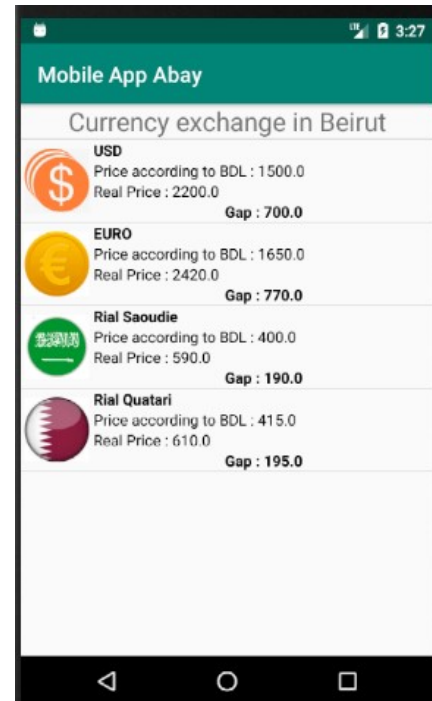 LTE 3:27
Mobile App Abay
Currency exchange in Beirut
USD
Price according to BDL : 1500.0
Real Price : 2200.0
Gap : 700.0
EURO
Price according to BDL : 1650.0
Real Price : 2420.0
Gap : 770.0
Rial Saoudie
Price according to BDL : 400.0
Real Price : 590.0
Gap : 190.0
Rial Quatari
Price according to BDL : 415.0
Real Price : 610.0
Gap : 195.0